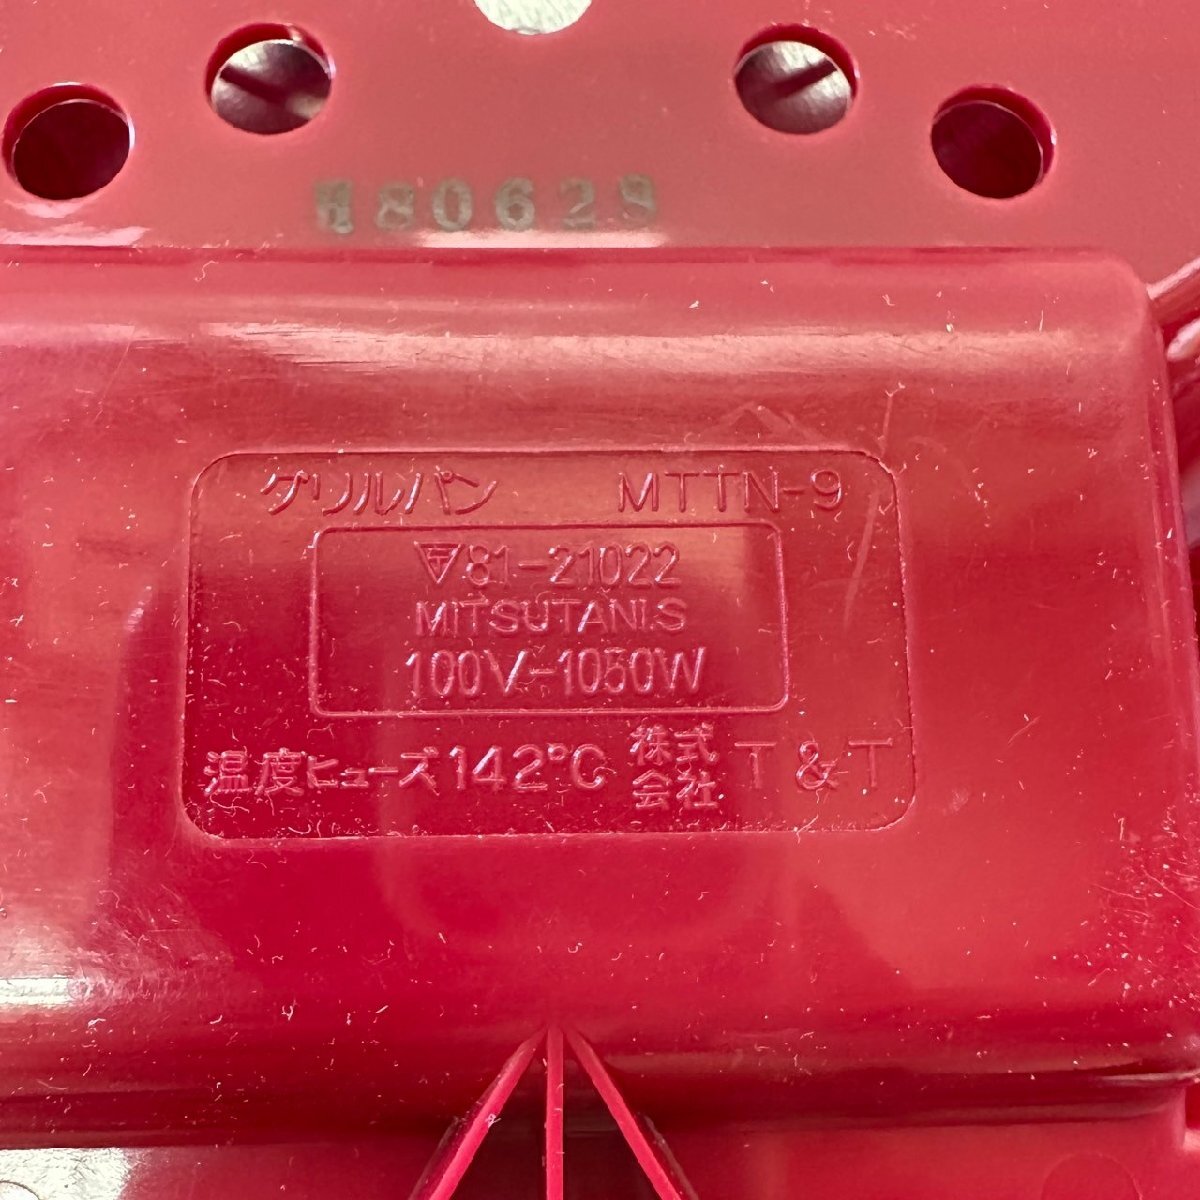 80628
グリルパン MTTN-9
81-21022
MITSUTANI.S
100V-1050W
温度ヒューズ142℃ 株式会社 T&T